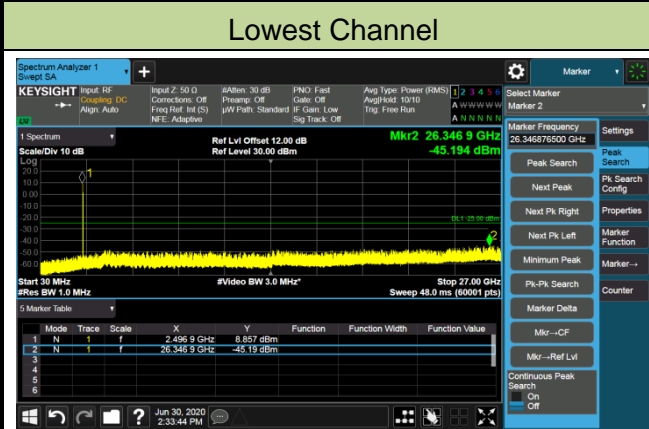 Lowest Channel
Spectrum Analyzer 1
Swept SA
+
Marker
KEYSIGHT Input: RF Input Z: 50 Ω #Atten: 30 dB PNO: Fast Avg Type: Power (RMS) 1 2 3 4 5 6
Coupling: DC Corrections: Off Preamp: Off Gate: Off Avg|Hold: 10/10 A W W W W W
Align: Auto Freq Ref: Int (S) µW Path: Standard IF Gain: Low Trig: Free Run
NFE: Adaptive Sig Track: Off A N N N N N
Select Marker
Marker 2
1 Spectrum
Ref Lvl Offset 12.00 dB Mkr2 26.346 9 GHz
Scale/Div 10 dB Ref Level 30.00 dBm -45.194 dBm
Log
20.0
10.0
0.00
-10.0
-20.0
-30.0
-40.0
-50.0
-60.0
1
DL1 -25.00 dBm
2
Start 30 MHz #Video BW 3.0 MHz* Stop 27.00 GHz
#Res BW 1.0 MHz Sweep 48.0 ms (60001 pts)
5 Marker Table
Mode Trace Scale X Y Function Function Width Function Value
1 N 1 f 2.496 9 GHz 8.857 dBm
2 N 1 f 26.346 9 GHz -45.19 dBm
3
4
5
6
Marker Frequency
26.346876500 GHz
Peak Search
Next Peak
Next Pk Right
Next Pk Left
Minimum Peak
Pk-Pk Search
Marker Delta
Mkr→CF
Mkr→Ref Lvl
Continuous Peak
Search
On
Off
Settings
Peak
Search
Pk Search
Config
Properties
Marker
Function
Marker→
Counter
?
Jun 30, 2020
2:33:44 PM